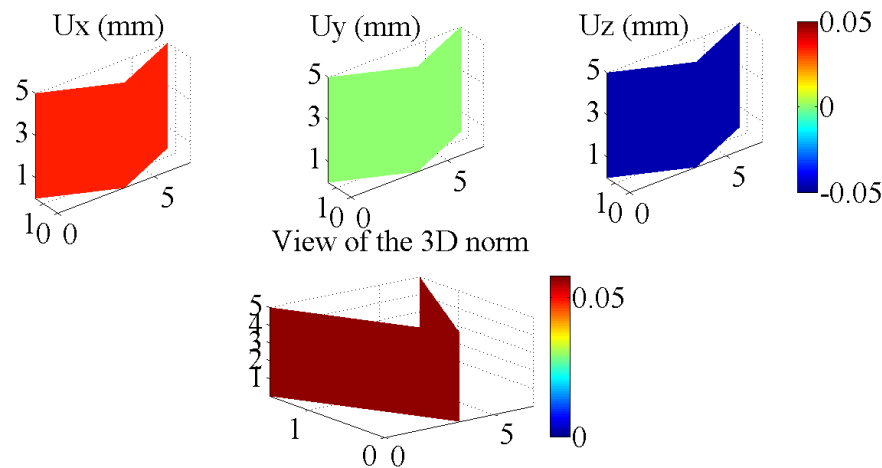 Ux (mm) Uy (mm) Uz (mm)
5 5 5 0.05
3 3 3 0
1 5 1 5 1 5 -0.05
1 0 0 1 0 0 1 0 0
View of the 3D norm
5 0.05
4
3
2
1
1 5 0
0 0